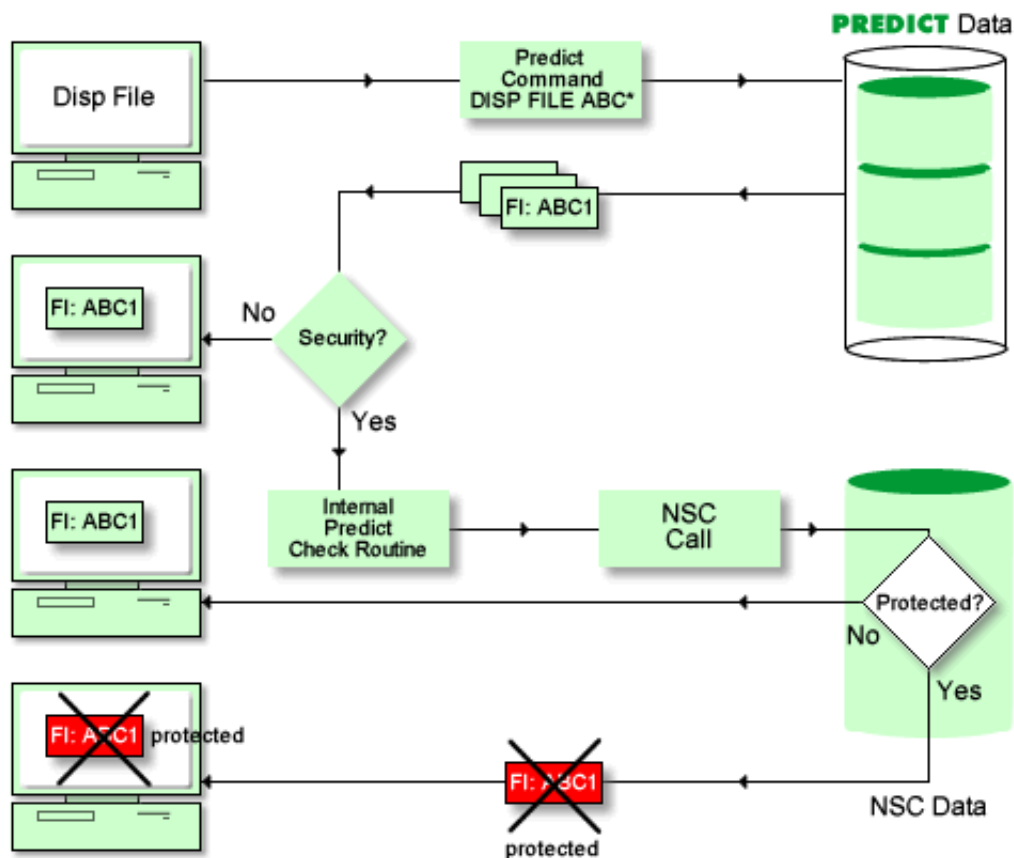 PREDICT Data
Disp File
Predict
Command
DISP FILE ABC*
FI: ABC1
FI: ABC1
No
Security?
Yes
FI: ABC1
Internal
Predict
Check Routine
NSC
Call
Protected?
No
Yes
FI: ABC1 protected
FI: ABC1
NSC Data
protected